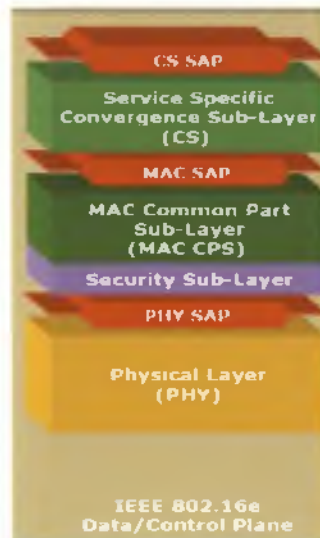 CS SAP
Service Specific
Convergence Sub-Layer
(CS)
MAC SAP
MAC Common Part
Sub-Layer
(MAC CPS)
Security Sub-Layer
PHY SAP
Physical Layer
(PHY)
IEEE 802.16e
Data/Control Plane